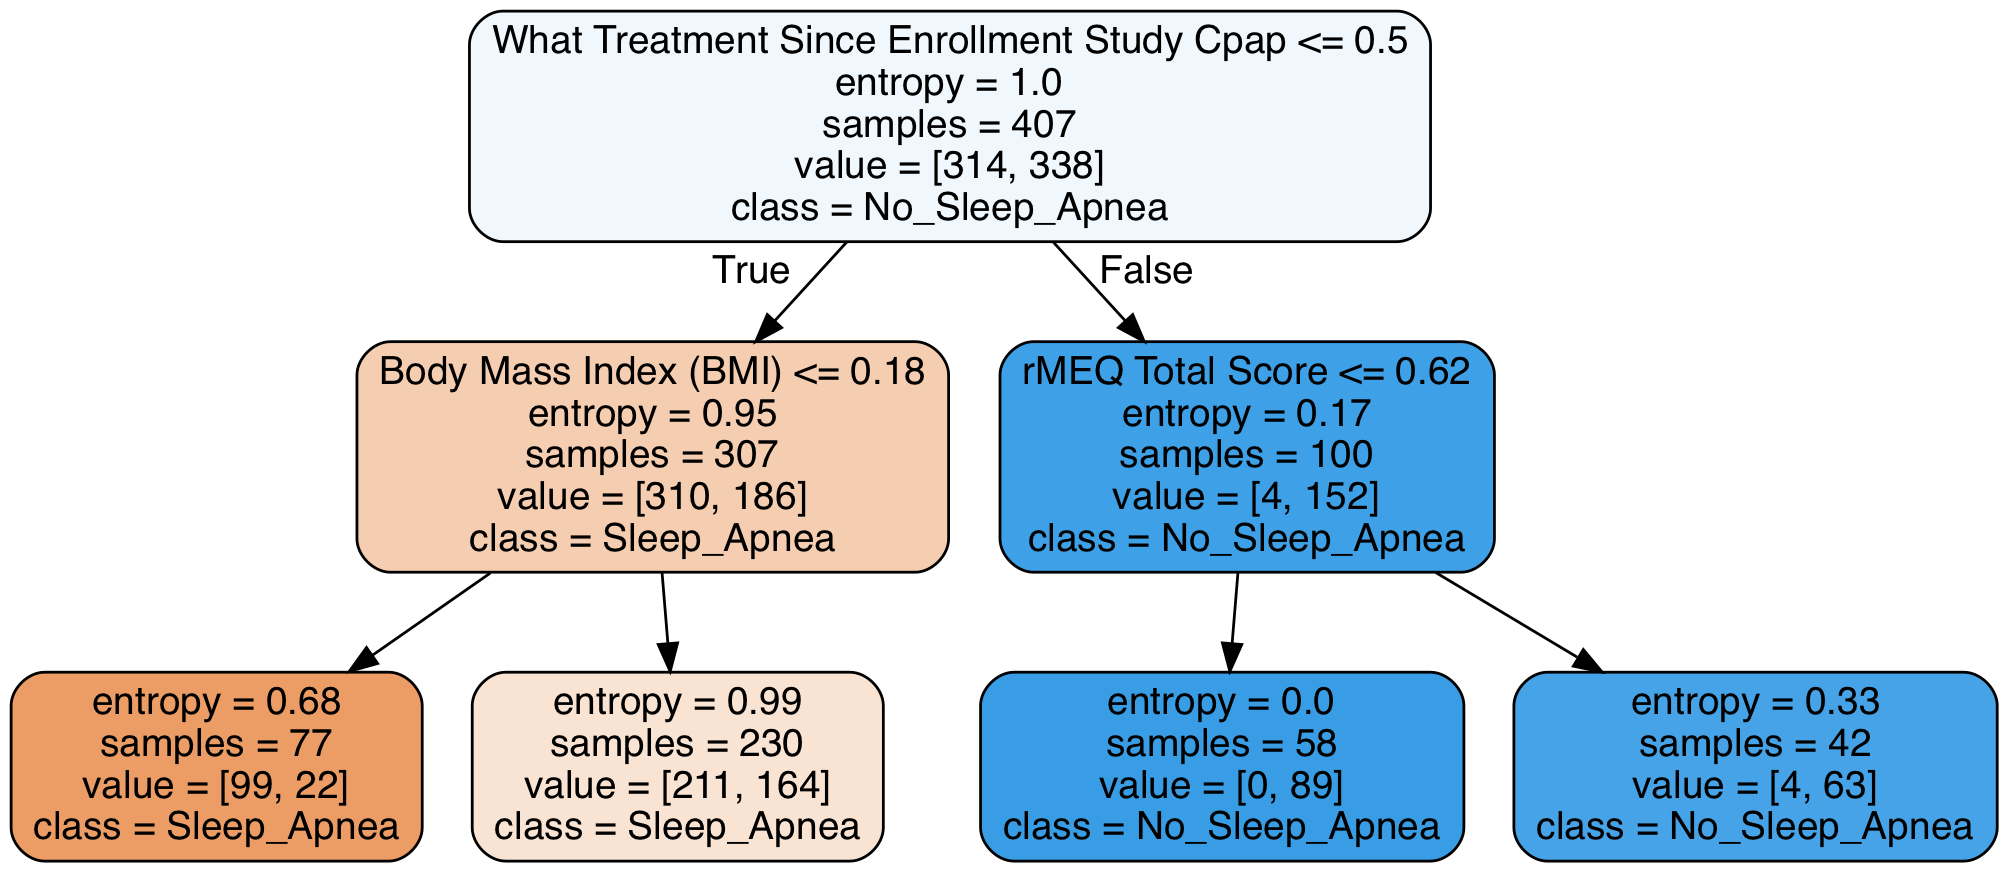 What Treatment Since Enrollment Study Cpap <= 0.5
entropy = 1.0
samples = 407
value = [314, 338]
class = No_Sleep_Apnea
True
False
Body Mass Index (BMI) <= 0.18
entropy = 0.95
samples = 307
value = [310, 186]
class = Sleep_Apnea
rMEQ Total Score <= 0.62
entropy = 0.17
samples = 100
value = [4, 152]
class = No_Sleep_Apnea
entropy = 0.68
samples = 77
value = [99, 22]
class = Sleep_Apnea
entropy = 0.99
samples = 230
value = [211, 164]
class = Sleep_Apnea
entropy = 0.0
samples = 58
value = [0, 89]
class = No_Sleep_Apnea
entropy = 0.33
samples = 42
value = [4, 63]
class = No_Sleep_Apnea